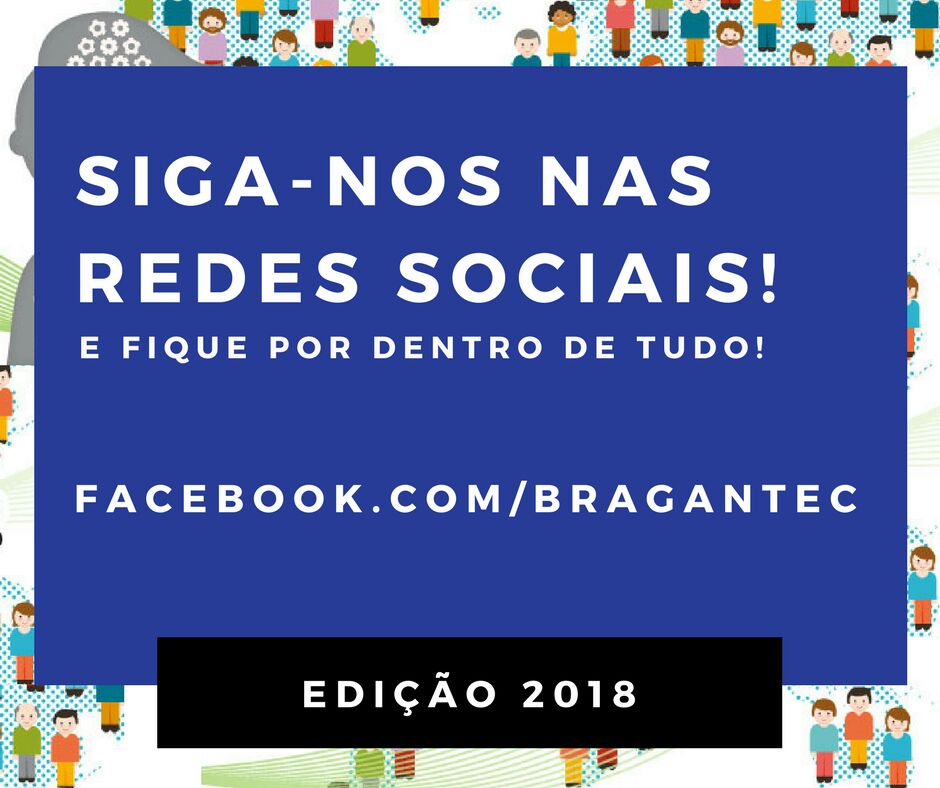 SIGA-NOS NAS
REDES SOCIAIS!
E FIQUE POR DENTRO DE TUDO!
FACEBOOK.COM/BRAGANTEC
EDIÇÃO 2018